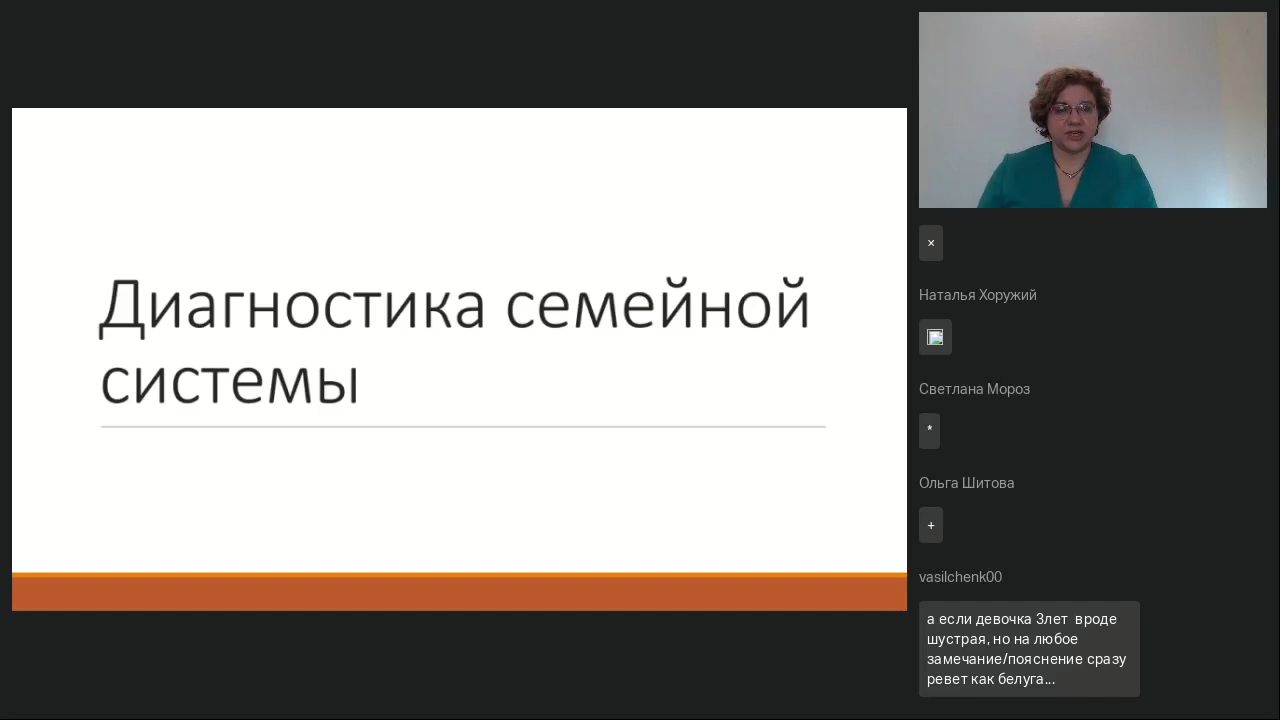 Диагностика семейной
системы
×
Наталья Хоружий
Светлана Мороз
*
Ольга Шитова
+
vasilchenk00
а если девочка 3лет вроде
шустрая, но на любое
замечание/пояснение сразу
ревет как белуга...